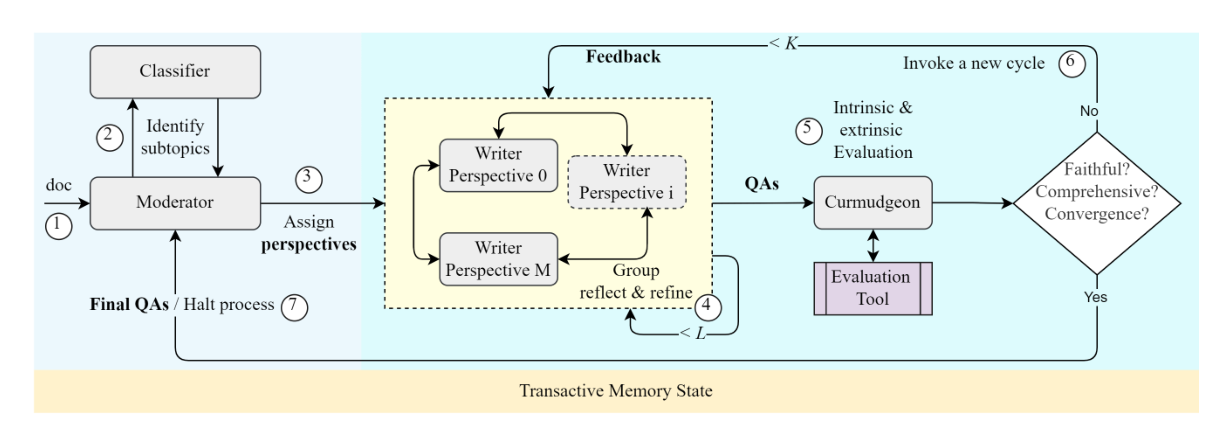 Classifier
2
Identify
subtopics
doc
1
Moderator
3
Assign
perspectives
Final QAs / Halt process
7
Feedback
< K
Invoke a new cycle
6
Writer
Perspective 0
Writer
Perspective i
Writer
Perspective M
Group
reflect & refine
4
< L
QAs
5
Intrinsic &
extrinsic
Evaluation
Curmudgeon
Evaluation
Tool
No
Faithful?
Comprehensive?
Convergence?
Yes
Transactive Memory State